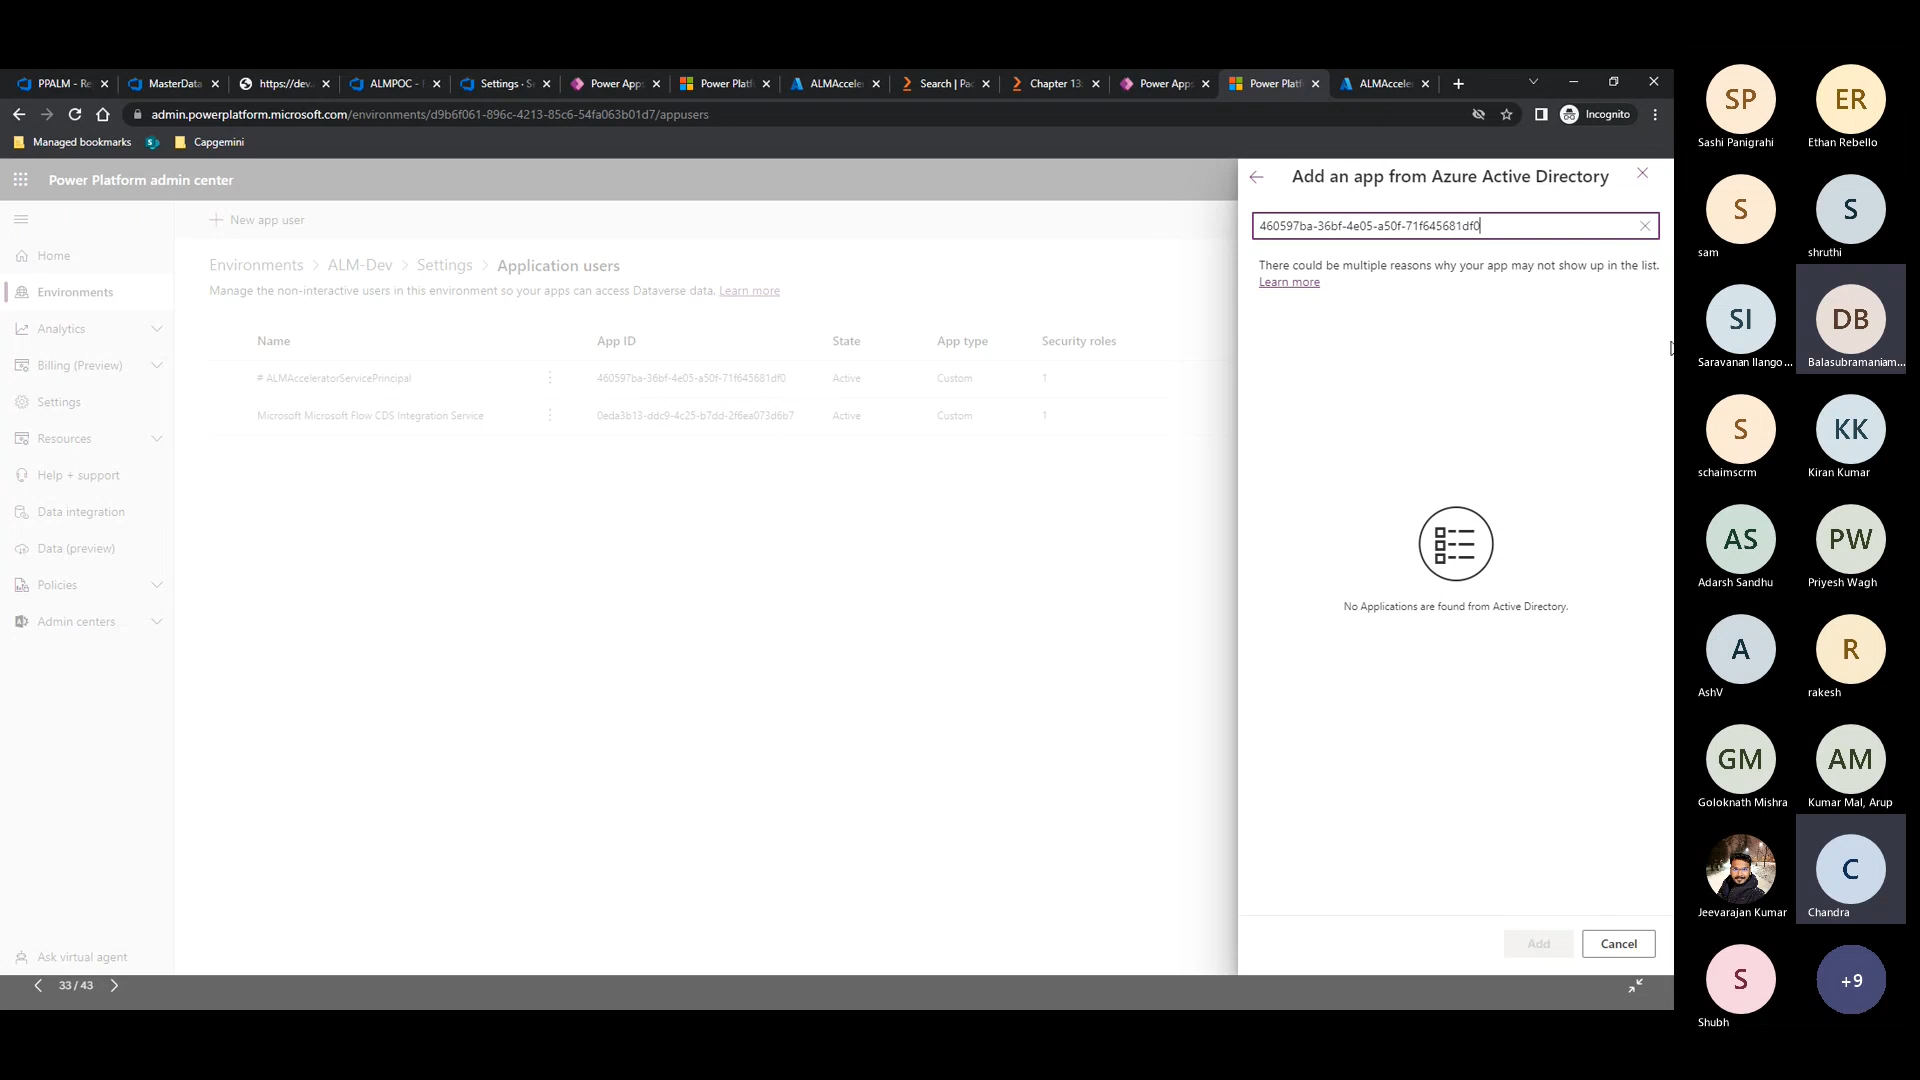 PPALM - Re
MasterData
https://dev.
ALMPOC - F
Settings · S
Power Apps
Power Platf
ALMAccele
Search | Pac
Chapter 13:
Power Apps
Power Platf
ALMAccele
admin.powerplatform.microsoft.com/environments/d9b6f061-896c-4213-85c6-54fa063b01d7/appusers
Incognito
Managed bookmarks
Capgemini
Power Platform admin center
Home
Environments
Analytics
Billing (Preview)
Settings
Resources
Help + support
Data integration
Data (preview)
Policies
Admin centers
Ask virtual agent
New app user
Environments > ALM-Dev > Settings > Application users
Manage the non-interactive users in this environment so your apps can access Dataverse data. Learn more
Name App ID State App type Security roles
# ALMAcceleratorServicePrincipal 460597ba-36bf-4e05-a50f-71f645681df0 Active Custom 1
Microsoft Microsoft Flow CDS Integration Service 0eda3b13-ddc9-4c25-b7dd-2f6ea073d6b7 Active Custom 1
Add an app from Azure Active Directory
460597ba-36bf-4e05-a50f-71f645681df0
There could be multiple reasons why your app may not show up in the list.
Learn more
No Applications are found from Active Directory.
Add
Cancel
33 / 43
SP
Sashi Panigrahi
ER
Ethan Rebello
S
sam
S
shruthi
SI
Saravanan Ilango...
DB
Balasubramaniam...
S
schaimscrm
KK
Kiran Kumar
AS
Adarsh Sandhu
PW
Priyesh Wagh
A
AshV
R
rakesh
GM
Goloknath Mishra
AM
Kumar Mal, Arup
Jeevarajan Kumar
C
Chandra
S
Shubh
+9